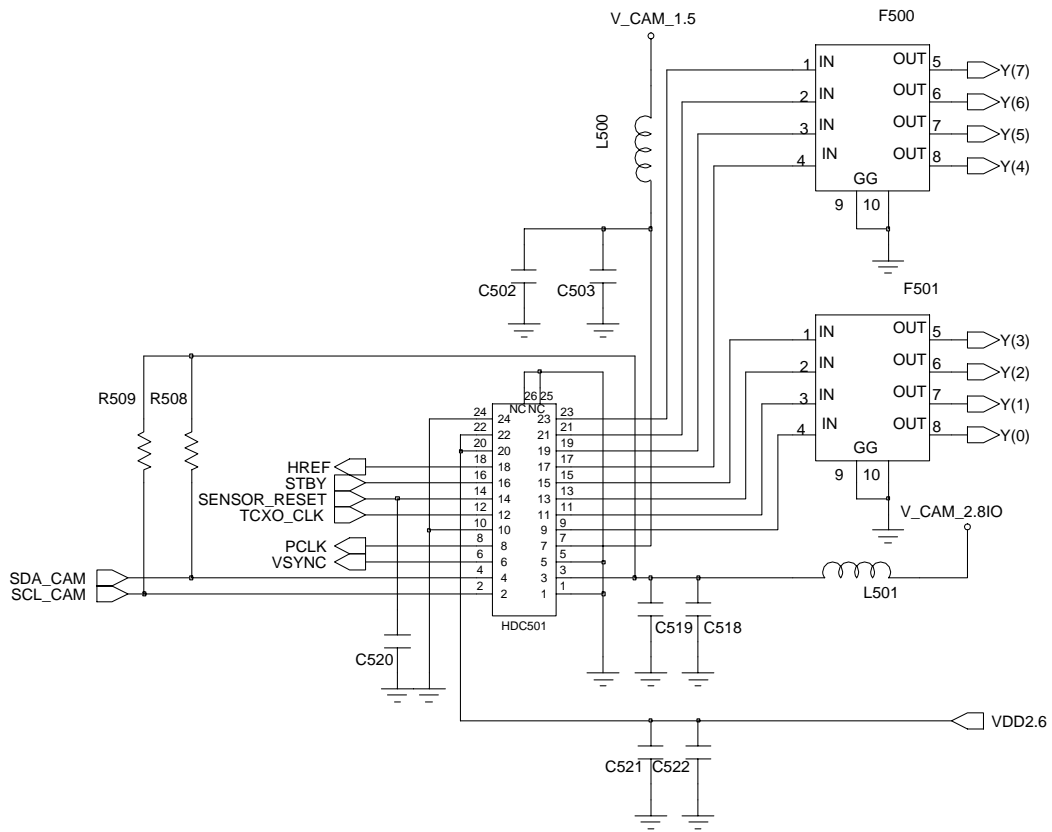 F500
V_CAM_1.5
1 IN OUT 5 Y(7)
2 IN OUT 6 Y(6)
3 IN OUT 7 Y(5)
4 IN OUT 8 Y(4)
GG
9 10
L500
C502 C503
F501
1 IN OUT 5 Y(3)
2 IN OUT 6 Y(2)
3 IN OUT 7 Y(1)
4 IN OUT 8 Y(0)
GG
9 10
R509 R508
26 25
NC NC
24 24 23 23
22 22 21 21
20 20 19 19
HREF 18 18 17 17
STBY 16 16 15 15
SENSOR_RESET 14 14 13 13
TCXO_CLK 12 12 11 11
10 10 9 9
PCLK 8 8 7 7
VSYNC 6 6 5 5
SDA_CAM 4 4 3 3
SCL_CAM 2 2 1 1
HDC501
V_CAM_2.8IO
L501
C519 C518
C520
VDD2.6
C521 C522